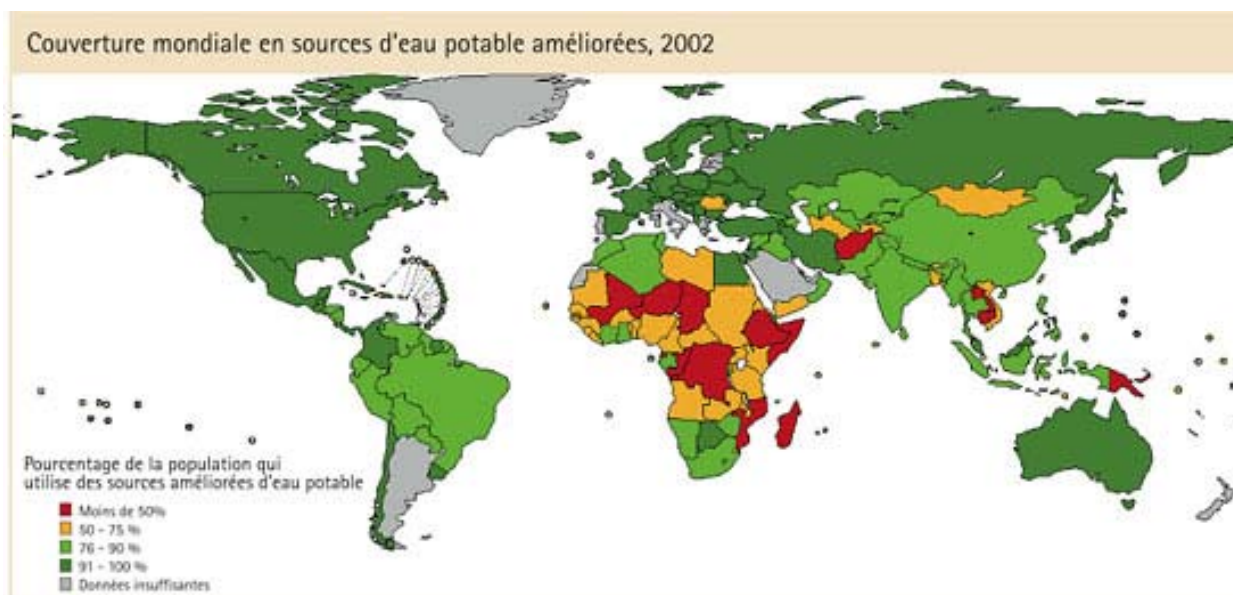 Couverture mondiale en sources d'eau potable améliorées, 2002
Pourcentage de la population qui
utilise des sources améliorées d'eau potable
Moins de 50%
50 - 75 %
76 - 90 %
91 - 100 %
Données insuffisantes